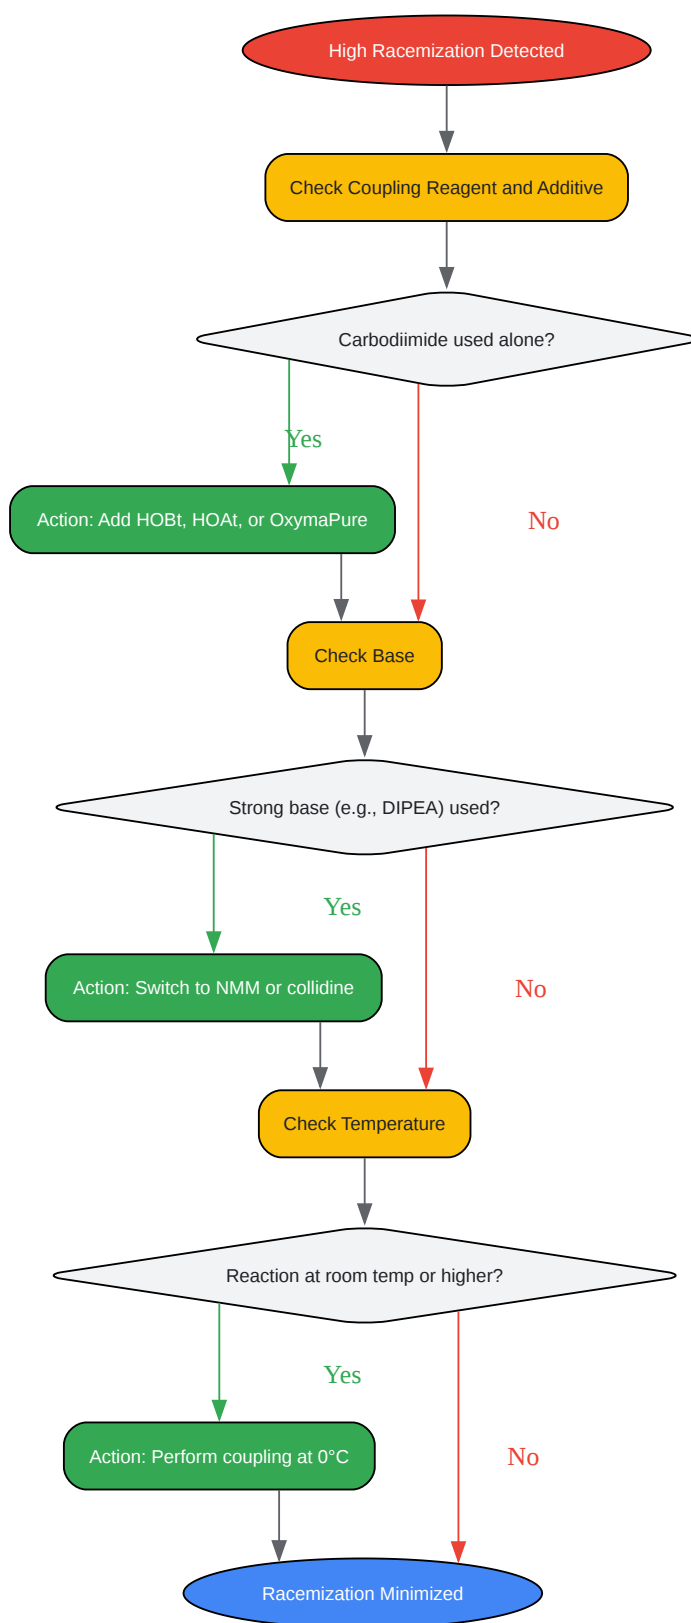 High Racemization Detected
Check Coupling Reagent and Additive
Carbodiimide used alone?
Yes
Action: Add HOBt, HOAt, or OxymaPure
No
Check Base
Strong base (e.g., DIPEA) used?
Yes
Action: Switch to NMM or collidine
No
Check Temperature
Reaction at room temp or higher?
Yes
Action: Perform coupling at 0°C
No
Racemization Minimized